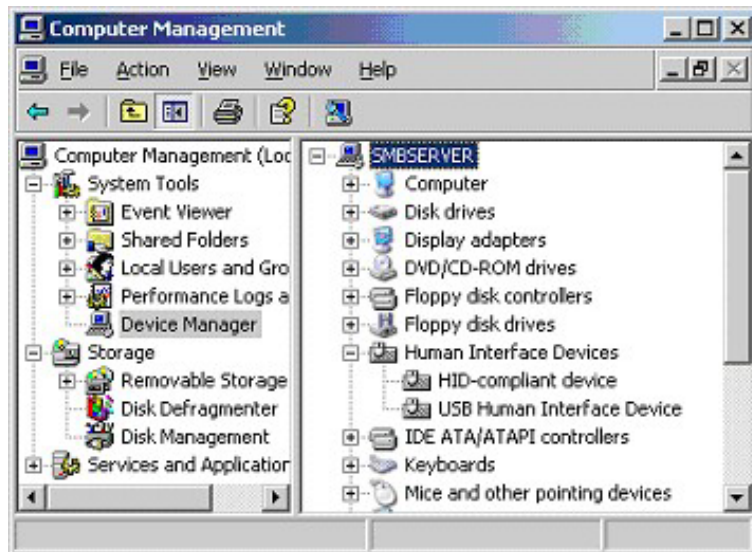 Computer Management
File Action View Window Help
Computer Management (Loc
System Tools
Event Viewer
Shared Folders
Local Users and Gro
Performance Logs a
Device Manager
Storage
Removable Storage
Disk Defragmenter
Disk Management
Services and Application
SMBSERVER
Computer
Disk drives
Display adapters
DVD/CD-ROM drives
Floppy disk controllers
Floppy disk drives
Human Interface Devices
HID-compliant device
USB Human Interface Device
IDE ATA/ATAPI controllers
Keyboards
Mice and other pointing devices